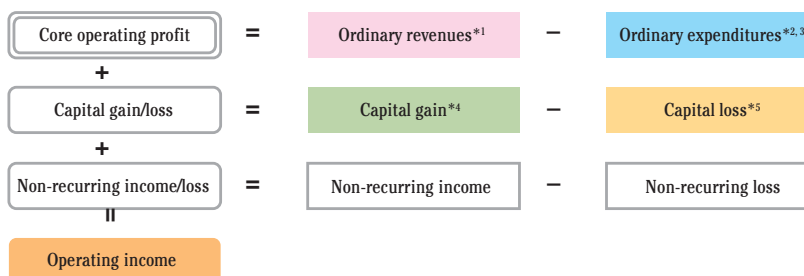 Core operating profit = Ordinary revenues*1 − Ordinary expenditures*2, 3
+
Capital gain/loss = Capital gain*4 − Capital loss*5
+
Non-recurring income/loss = Non-recurring income − Non-recurring loss
=
Operating income